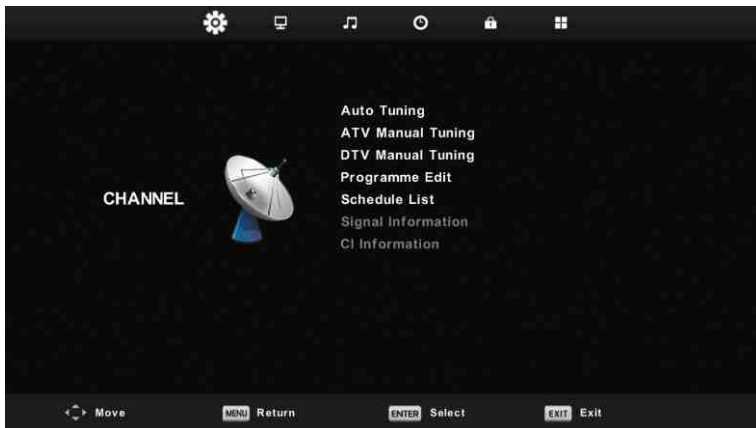 Auto Tuning
ATV Manual Tuning
DTV Manual Tuning
Programme Edit
CHANNEL
Schedule List
Signal Information
CI Information
Move
MENU Return
ENTER Select
EXIT Exit